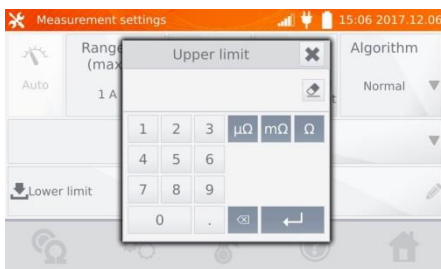 Measurement settings 15:06 2017.12.06
Upper limit
Auto
Range
(max
1 A
Algorithm
Normal
1 2 3 μΩ mΩ Ω
4 5 6
7 8 9
0 .
Lower limit